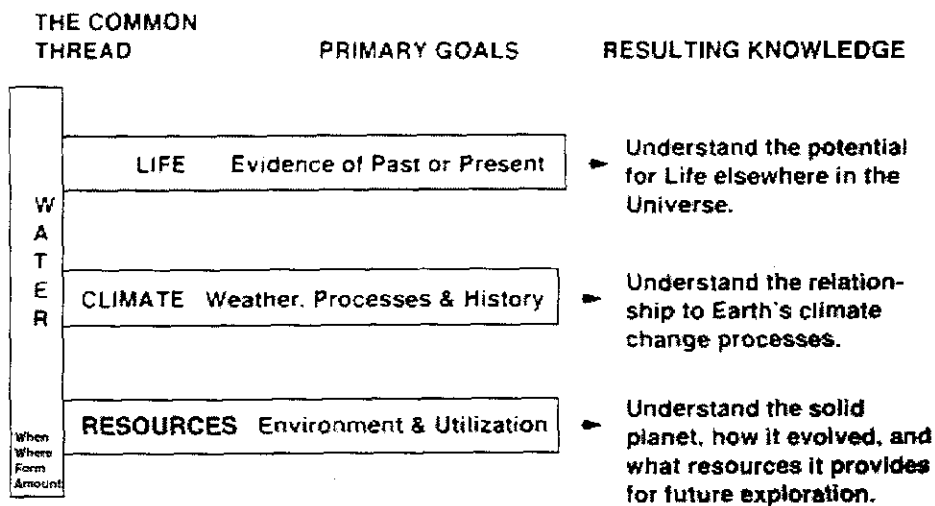 THE COMMON
THREAD
PRIMARY GOALS
RESULTING KNOWLEDGE
WATER
When
Where
Form
Amount
LIFE Evidence of Past or Present
Understand the potential
for Life elsewhere in the
Universe.
CLIMATE Weather. Processes & History
Understand the relation-
ship to Earth's climate
change processes.
RESOURCES Environment & Utilization
Understand the solid
planet, how it evolved, and
what resources it provides
for future exploration.